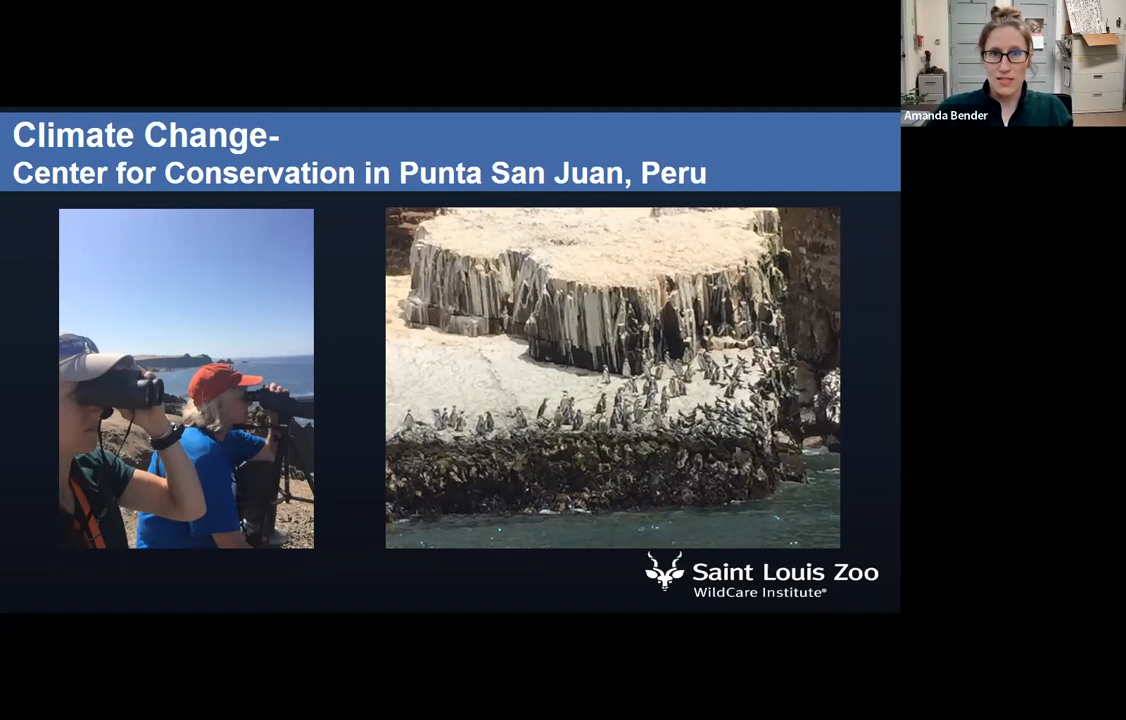 Climate Change-
Center for Conservation in Punta San Juan, Peru
Amanda Bender
Saint Louis Zoo
WildCare Institute®